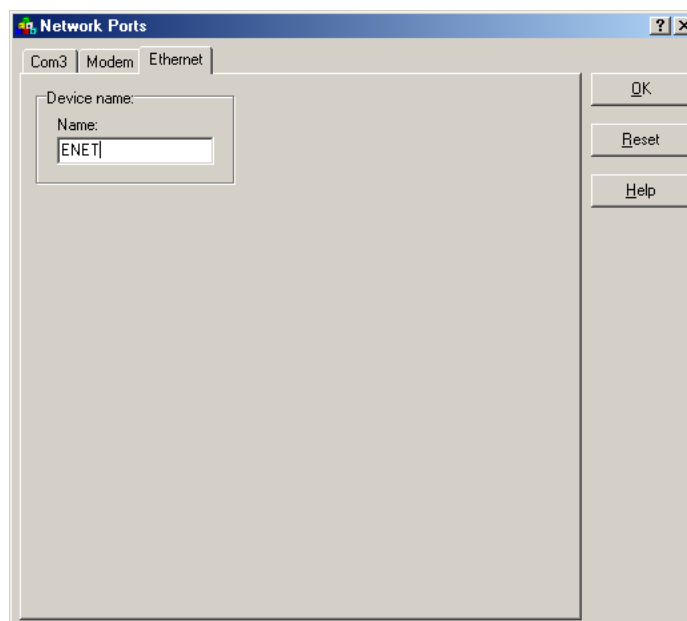 Network Ports
Com3 Modem Ethernet
Device name:
Name:
ENET
OK
Reset
Help